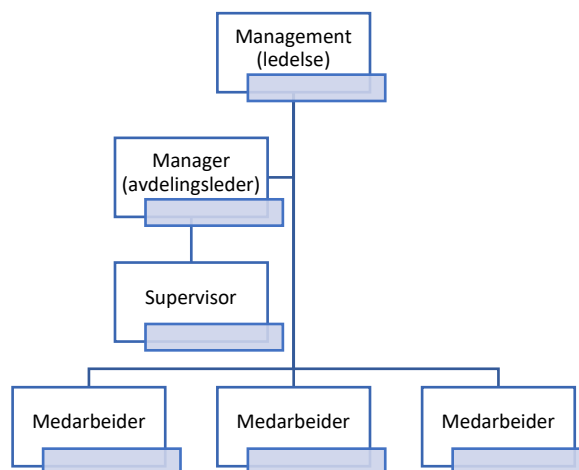 Management
(ledelse)
Manager
(avdelingsleder)
Supervisor
Medarbeider
Medarbeider
Medarbeider